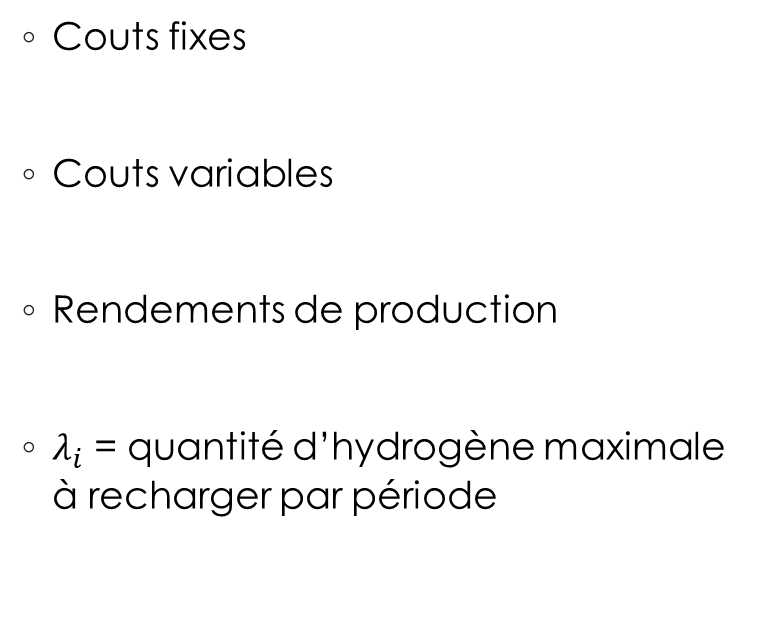 ◦ Couts fixes
◦ Couts variables
◦ Rendements de production
◦ λᵢ = quantité d’hydrogène maximale
à recharger par période